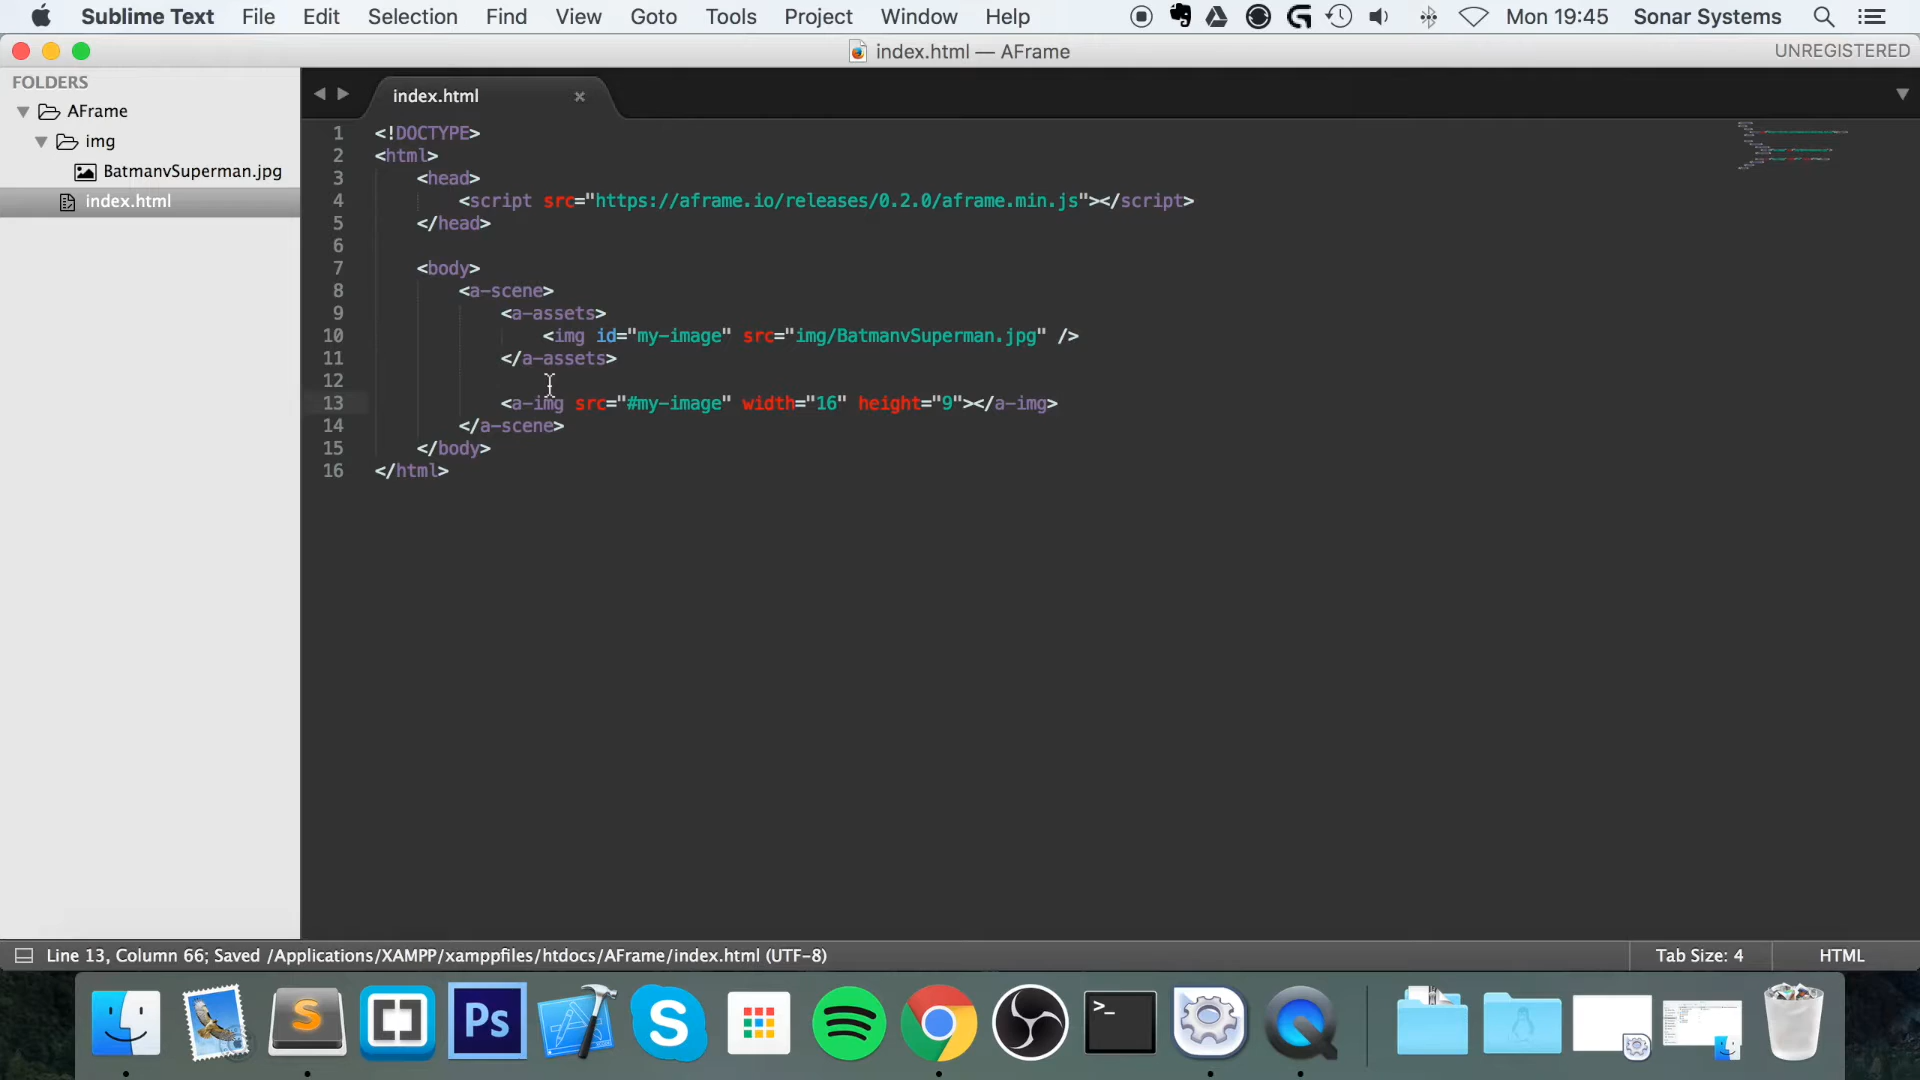 Sublime Text File Edit Selection Find View Goto Tools Project Window Help Mon 19:45 Sonar Systems
index.html — AFrame UNREGISTERED
FOLDERS
AFrame
img
BatmanvSuperman.jpg
index.html
index.html
1 <!DOCTYPE>
2 <html>
3 <head>
4 <script src="https://aframe.io/releases/0.2.0/aframe.min.js"></script>
5 </head>
6
7 <body>
8 <a-scene>
9 <a-assets>
10 <img id="my-image" src="img/BatmanvSuperman.jpg" />
11 </a-assets>
12
13 <a-img src="#my-image" width="16" height="9"></a-img>
14 </a-scene>
15 </body>
16 </html>
Line 13, Column 66; Saved /Applications/XAMPP/xamppfiles/htdocs/AFrame/index.html (UTF-8) Tab Size: 4 HTML
S Ps S >_ Q